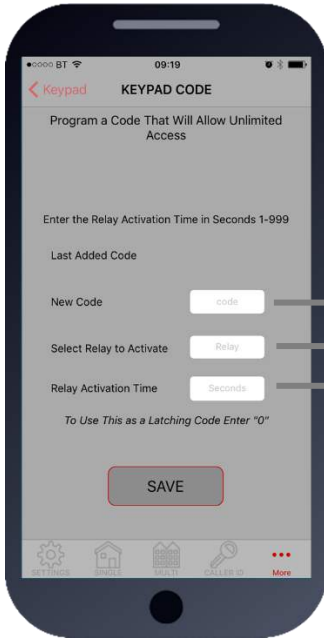 ●○○○○ BT 09:19
Keypad KEYPAD CODE
Program a Code That Will Allow Unlimited
Access
Enter the Relay Activation Time in Seconds 1-999
Last Added Code
New Code code
Select Relay to Activate Relay
Relay Activation Time Seconds
To Use This as a Latching Code Enter "0"
SAVE
SETTINGS SINGLE MULTI CALLER ID More